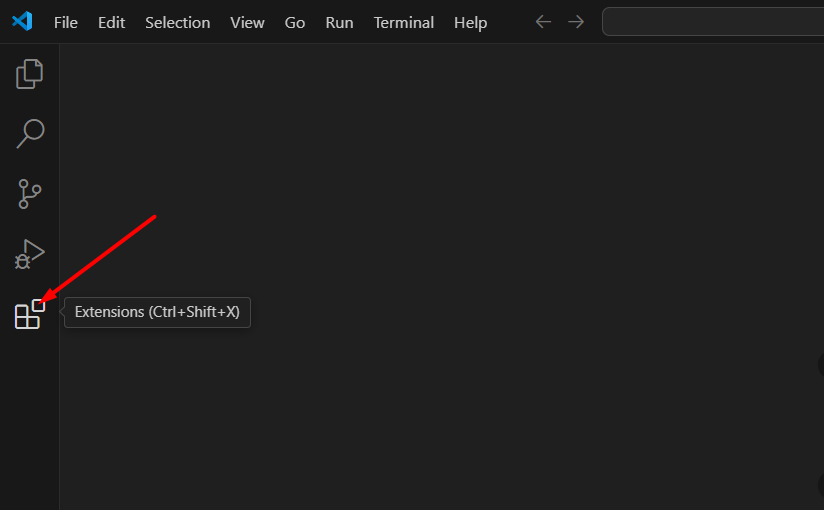 File Edit Selection View Go Run Terminal Help
Extensions (Ctrl+Shift+X)